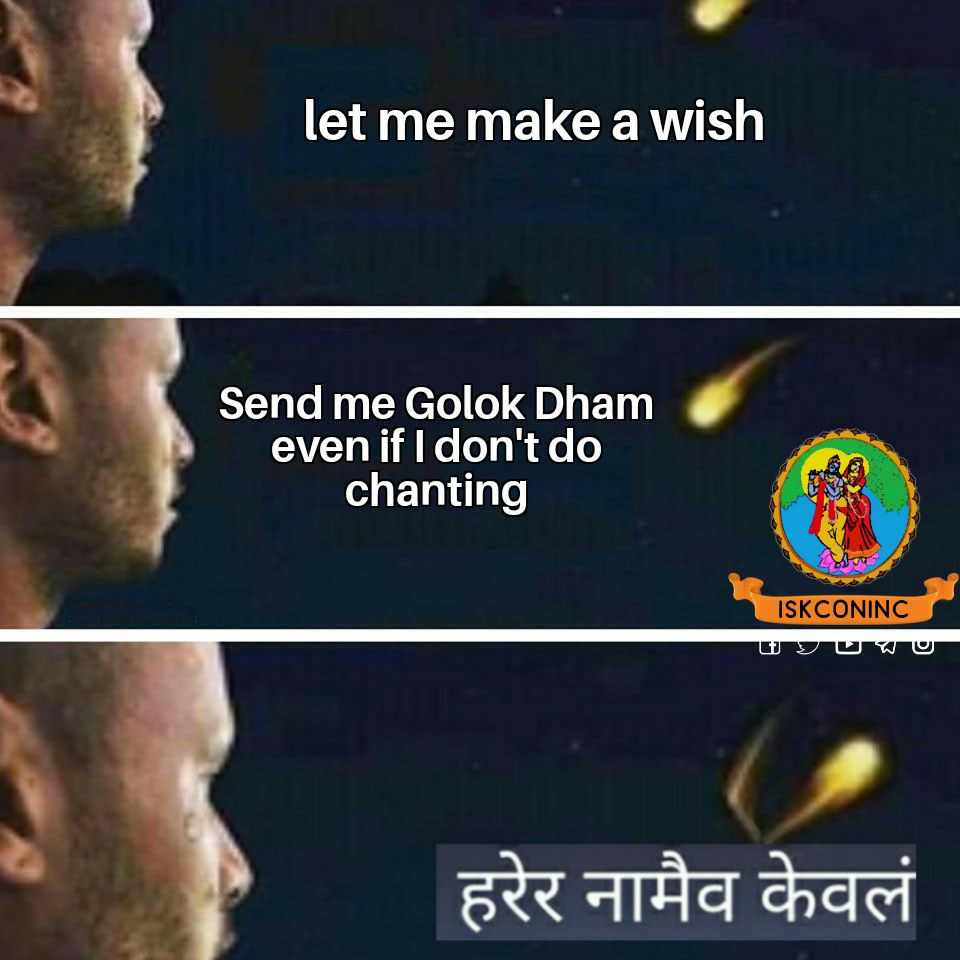 let me make a wish
Send me Golok Dham
even if I don't do
chanting
ISKCONINC
हरेर नामैव केवलं